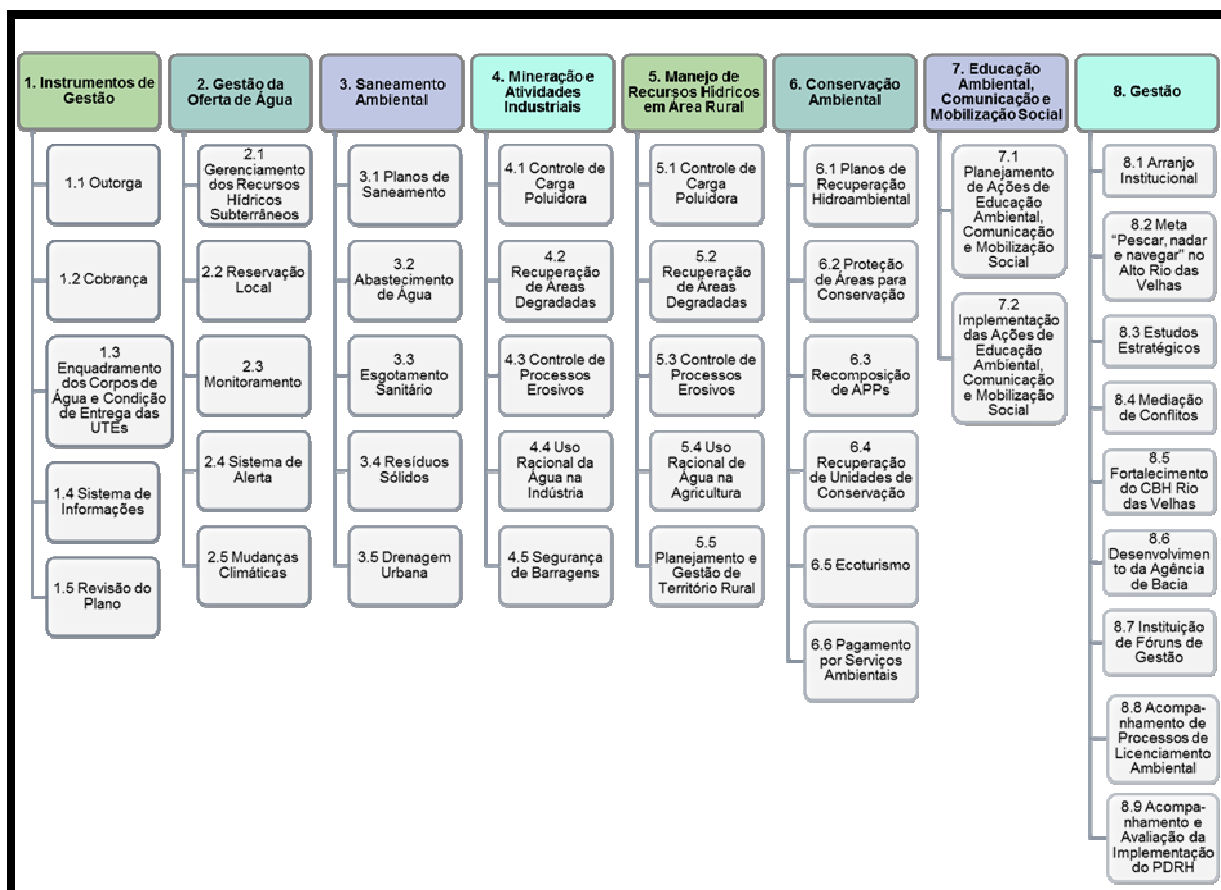 1. Instrumentos de
Gestão
1.1 Outorga
1.2 Cobrança
1.3
Enquadramento
dos Corpos de
Água e Condição
de Entrega das
UTEs
1.4 Sistema de
Informações
1.5 Revisão do
Plano
2. Gestão da
Oferta de Água
2.1
Gerenciamento
dos Recursos
Hídricos
Subterrâneos
2.2 Reservação
Local
2.3
Monitoramento
2.4 Sistema de
Alerta
2.5 Mudanças
Climáticas
3. Saneamento
Ambiental
3.1 Planos de
Saneamento
3.2
Abastecimento
de Água
3.3
Esgotamento
Sanitário
3.4 Resíduos
Sólidos
3.5 Drenagem
Urbana
4. Mineração e
Atividades
Industriais
4.1 Controle de
Carga
Poluidora
4.2
Recuperação
de Áreas
Degradadas
4.3 Controle de
Processos
Erosivos
4.4 Uso
Racional da
Água na
Indústria
4.5 Segurança
de Barragens
5. Manejo de
Recursos Hídricos
em Área Rural
5.1 Controle de
Carga
Poluidora
5.2
Recuperação
de Áreas
Degradadas
5.3 Controle de
Processos
Erosivos
5.4 Uso
Racional de
Água na
Agricultura
5.5
Planejamento e
Gestão de
Território Rural
6. Conservação
Ambiental
6.1 Planos de
Recuperação
Hidroambiental
6.2 Proteção
de Áreas para
Conservação
6.3
Recomposição
de APPs
6.4
Recuperação
de Unidades de
Conservação
6.5 Ecoturismo
6.6 Pagamento
por Serviços
Ambientais
7. Educação
Ambiental,
Comunicação e
Mobilização Social
7.1
Planejamento
de Ações de
Educação
Ambiental,
Comunicação
e Mobilização
Social
7.2
Implementação
das Ações de
Educação
Ambiental,
Comunicação
e Mobilização
Social
8. Gestão
8.1 Arranjo
Institucional
8.2 Meta
“Pescar, nadar
e navegar” no
Alto Rio das
Velhas
8.3 Estudos
Estratégicos
8.4 Mediação
de Conflitos
8.5
Fortalecimento
do CBH Rio
das Velhas
8.6
Desenvolvimen
to da Agência
de Bacia
8.7 Instituição
de Fóruns de
Gestão
8.8 Acompa-
nhamento de
Processos de
Licenciamento
Ambiental
8.9 Acompa-
nhamento e
Avaliação da
Implementação
do PDRH